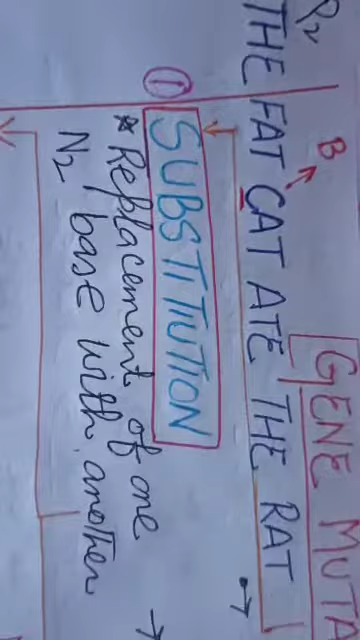 GENE MUTA
B
THE FAT CAT ATE THE RAT
①
SUBSTITUTION
* Replacement of one
N2 base with another